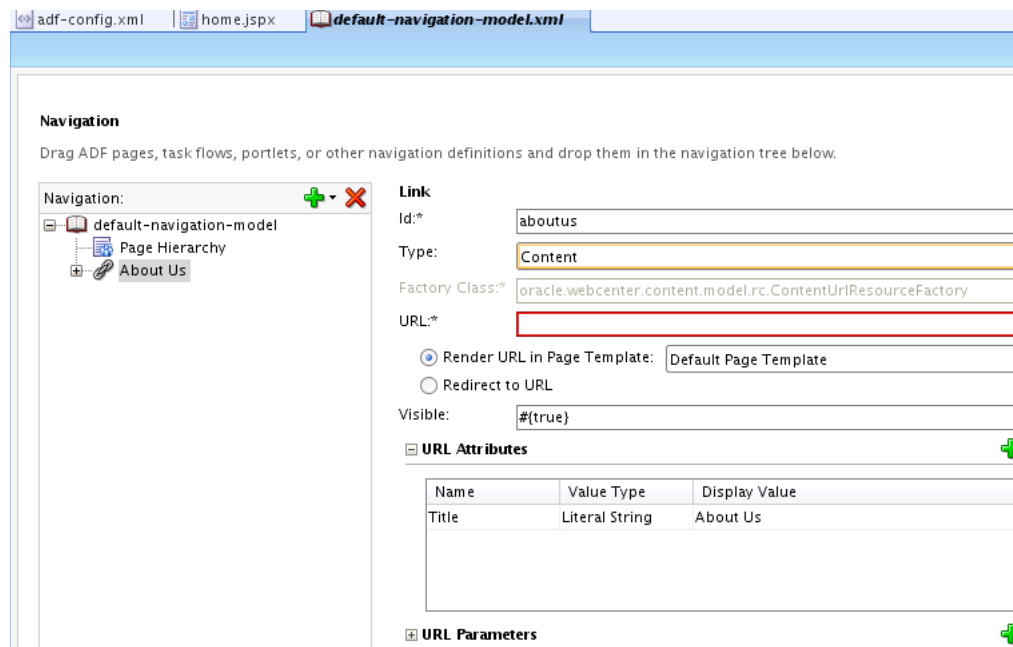 adf-config.xml home.jspx default-navigation-model.xml
Navigation
Drag ADF pages, task flows, portlets, or other navigation definitions and drop them in the navigation tree below.
Navigation:
default-navigation-model
Page Hierarchy
About Us
Link
Id:* aboutus
Type: Content
Factory Class:* oracle.webcenter.content.model.rc.ContentUrlResourceFactory
URL:*
Render URL in Page Template: Default Page Template
Redirect to URL
Visible: #{true}
URL Attributes
Name Value Type Display Value
Title Literal String About Us
URL Parameters